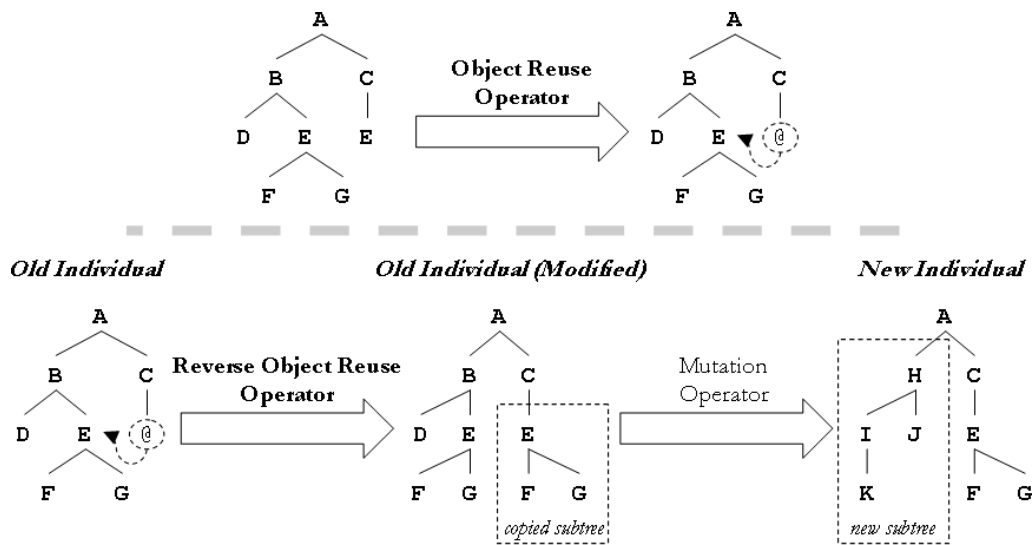 A A
B C Object Reuse B C
Operator
D E E D E @
F G F G
Old Individual Old Individual (Modified) New Individual
A A A
B C Reverse Object Reuse B C Mutation H C
Operator Operator
D E @ D E E I J E
F G F G F G K F G
copied subtree new subtree